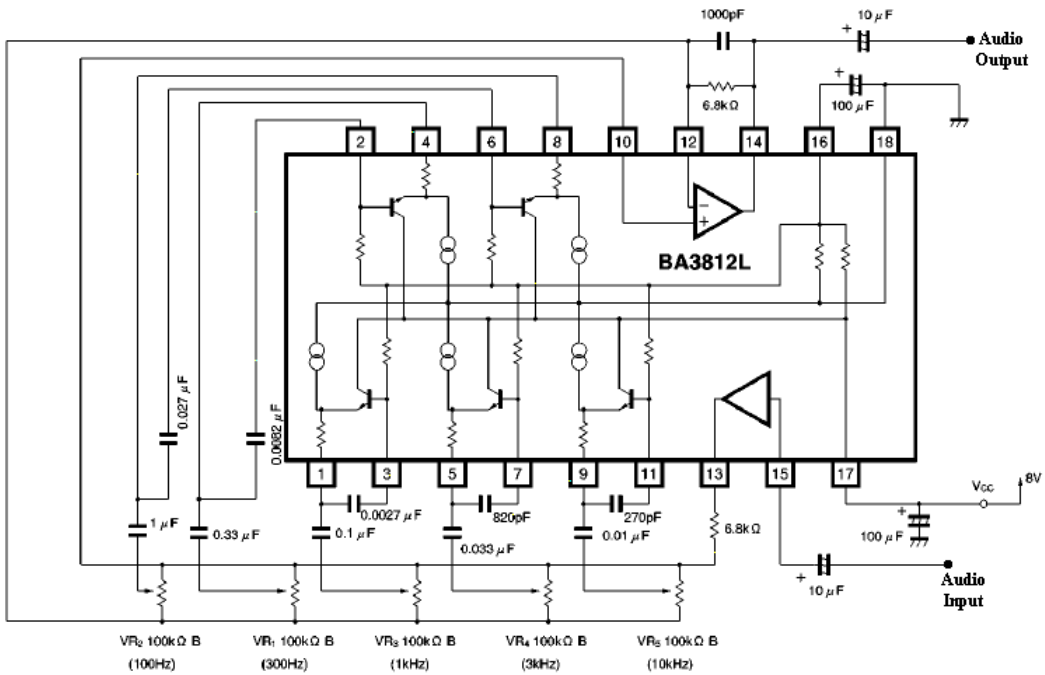 1000pF
10 μF
+
Audio
Output
6.8kΩ
+
100 μF
2
4
6
8
10
12
14
16
18
−
+
BA3812L
0.027 μF
0.0082 μF
1
3
5
7
9
11
13
15
17
Vcc
8V
1 μF
0.33 μF
0.0027 μF
0.1 μF
820pF
0.033 μF
270pF
0.01 μF
6.8kΩ
+
100 μF
+
10 μF
Audio
Input
VR₂ 100kΩ B
(100Hz)
VR₁ 100kΩ B
(300Hz)
VR₃ 100kΩ B
(1kHz)
VR₄ 100kΩ B
(3kHz)
VR₅ 100kΩ B
(10kHz)